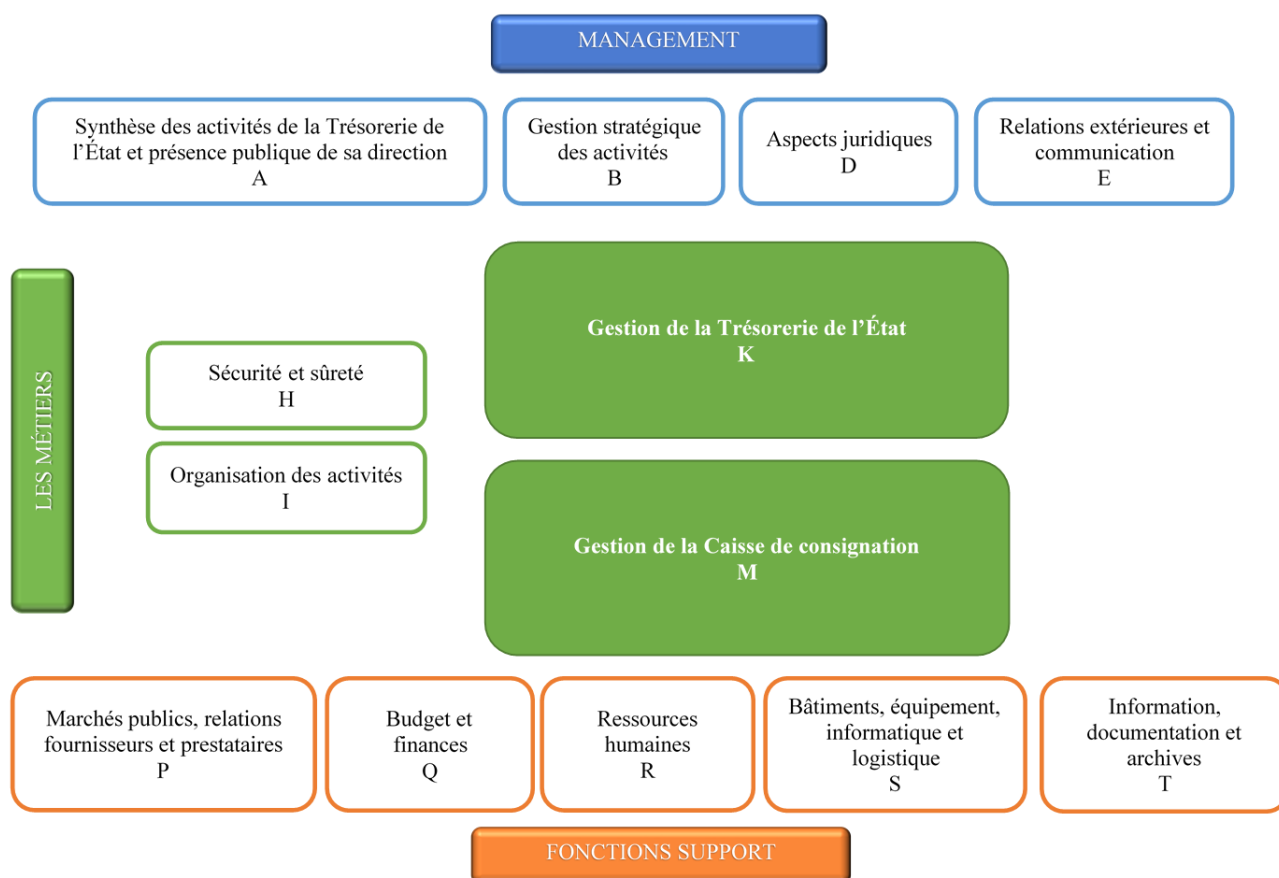 MANAGEMENT
Synthèse des activités de la Trésorerie de
l’État et présence publique de sa direction
A
Gestion stratégique
des activités
B
Aspects juridiques
D
Relations extérieures et
communication
E
LES MÉTIERS
Sécurité et sûreté
H
Organisation des activités
I
Gestion de la Trésorerie de l’État
K
Gestion de la Caisse de consignation
M
Marchés publics, relations
fournisseurs et prestataires
P
Budget et
finances
Q
Ressources
humaines
R
Bâtiments, équipement,
informatique et
logistique
S
Information,
documentation et
archives
T
FONCTIONS SUPPORT